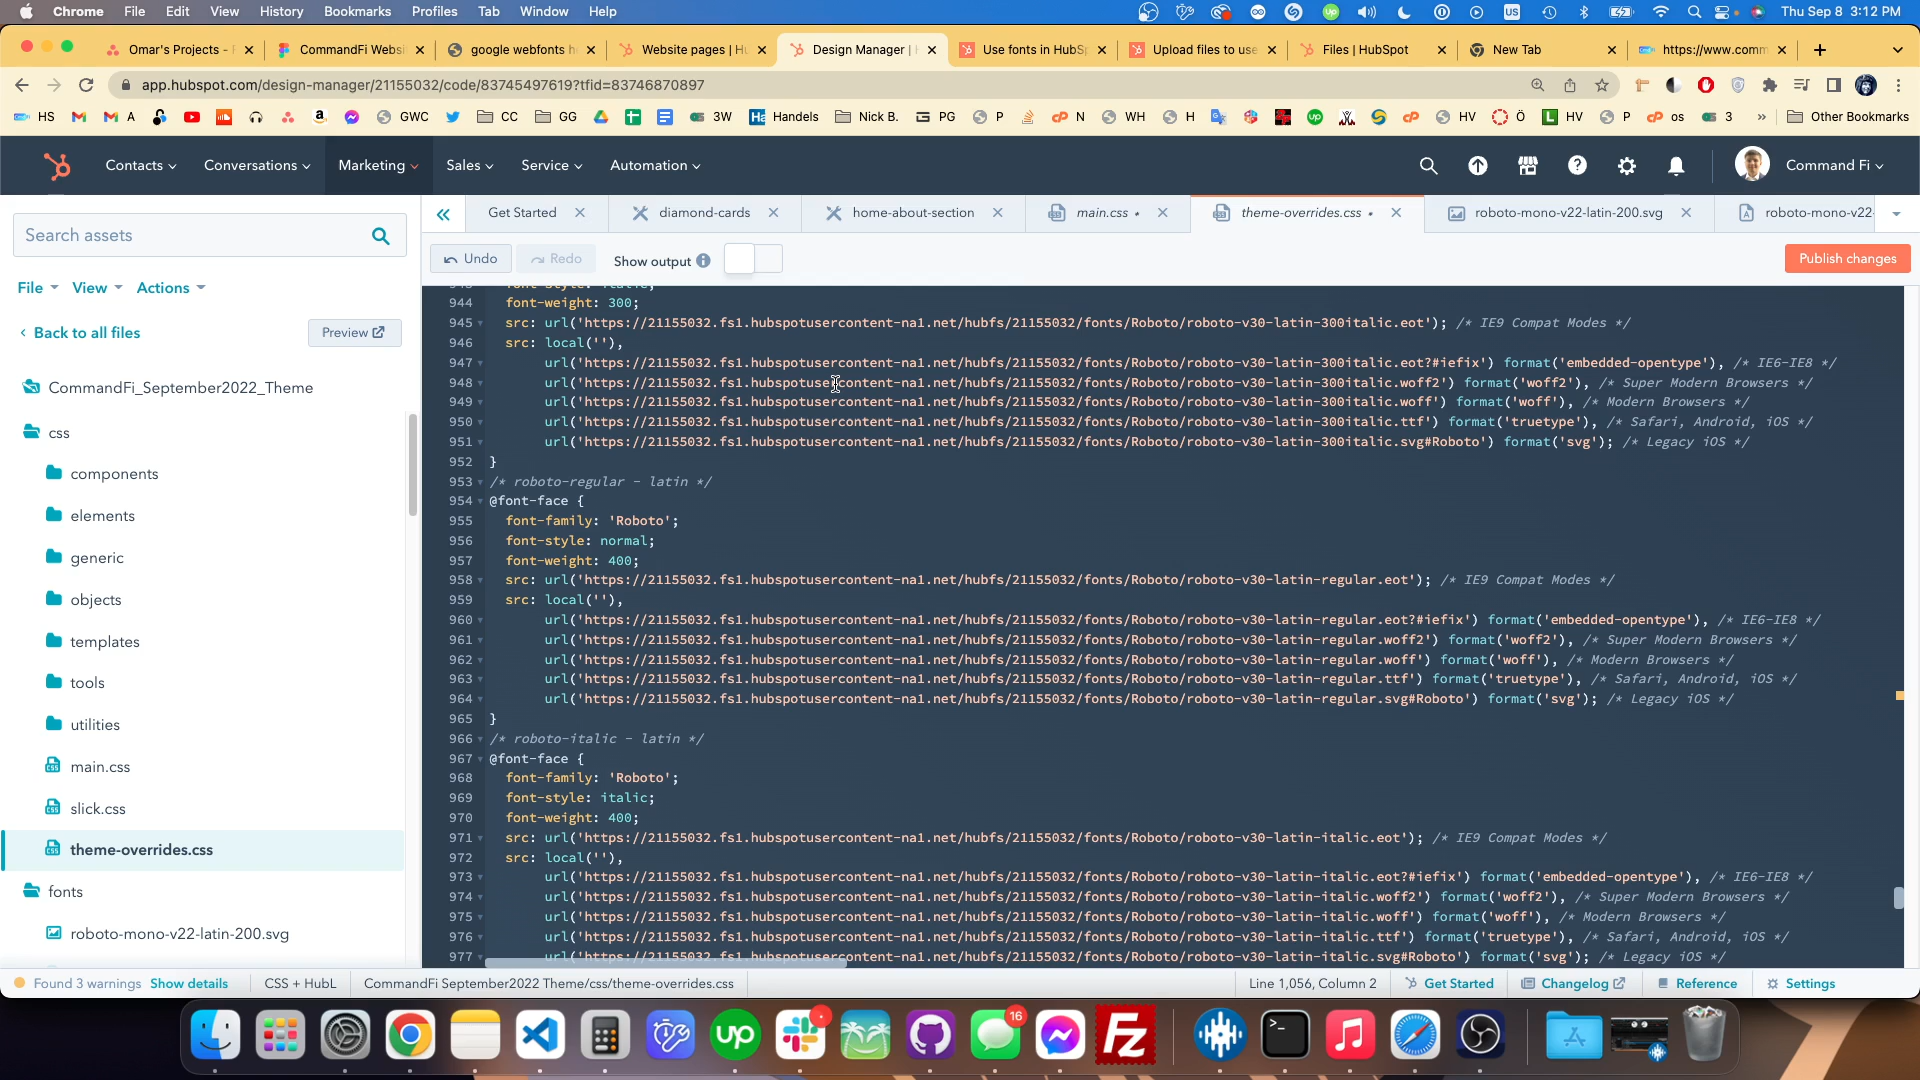 Chrome File Edit View History Bookmarks Profiles Tab Window Help Thu Sep 8 3:12 PM
Omar's Projects - CommandFi Websi google webfonts h Website pages | Hu Design Manager | Use fonts in HubSp Upload files to use Files | HubSpot New Tab https://www.comm
app.hubspot.com/design-manager/21155032/code/83745497619?tfid=83746870897
HS A GWC CC GG 3W Handels Nick B. PG P N WH H HV Ö HV P os 3 » Other Bookmarks
Contacts Conversations Marketing Sales Service Automation Command Fi
Search assets
File View Actions
Back to all files Preview
CommandFi_September2022_Theme
css
components
elements
generic
objects
templates
tools
utilities
main.css
slick.css
theme-overrides.css
fonts
roboto-mono-v22-latin-200.svg
Get Started diamond-cards home-about-section main.css • theme-overrides.css • roboto-mono-v22-latin-200.svg roboto-mono-v22-
Undo Redo Show output Publish changes
944 font-weight: 300;
945 src: url('https://21155032.fs1.hubspotusercontent-na1.net/hubfs/21155032/fonts/Roboto/roboto-v30-latin-300italic.eot'); /* IE9 Compat Modes */
946 src: local(''),
947 url('https://21155032.fs1.hubspotusercontent-na1.net/hubfs/21155032/fonts/Roboto/roboto-v30-latin-300italic.eot?#iefix') format('embedded-opentype'), /* IE6-IE8 */
948 url('https://21155032.fs1.hubspotusercontent-na1.net/hubfs/21155032/fonts/Roboto/roboto-v30-latin-300italic.woff2') format('woff2'), /* Super Modern Browsers */
949 url('https://21155032.fs1.hubspotusercontent-na1.net/hubfs/21155032/fonts/Roboto/roboto-v30-latin-300italic.woff') format('woff'), /* Modern Browsers */
950 url('https://21155032.fs1.hubspotusercontent-na1.net/hubfs/21155032/fonts/Roboto/roboto-v30-latin-300italic.ttf') format('truetype'), /* Safari, Android, iOS */
951 url('https://21155032.fs1.hubspotusercontent-na1.net/hubfs/21155032/fonts/Roboto/roboto-v30-latin-300italic.svg#Roboto') format('svg'); /* Legacy iOS */
952 }
953 /* roboto-regular - latin */
954 @font-face {
955 font-family: 'Roboto';
956 font-style: normal;
957 font-weight: 400;
958 src: url('https://21155032.fs1.hubspotusercontent-na1.net/hubfs/21155032/fonts/Roboto/roboto-v30-latin-regular.eot'); /* IE9 Compat Modes */
959 src: local(''),
960 url('https://21155032.fs1.hubspotusercontent-na1.net/hubfs/21155032/fonts/Roboto/roboto-v30-latin-regular.eot?#iefix') format('embedded-opentype'), /* IE6-IE8 */
961 url('https://21155032.fs1.hubspotusercontent-na1.net/hubfs/21155032/fonts/Roboto/roboto-v30-latin-regular.woff2') format('woff2'), /* Super Modern Browsers */
962 url('https://21155032.fs1.hubspotusercontent-na1.net/hubfs/21155032/fonts/Roboto/roboto-v30-latin-regular.woff') format('woff'), /* Modern Browsers */
963 url('https://21155032.fs1.hubspotusercontent-na1.net/hubfs/21155032/fonts/Roboto/roboto-v30-latin-regular.ttf') format('truetype'), /* Safari, Android, iOS */
964 url('https://21155032.fs1.hubspotusercontent-na1.net/hubfs/21155032/fonts/Roboto/roboto-v30-latin-regular.svg#Roboto') format('svg'); /* Legacy iOS */
965 }
966 /* roboto-italic - latin */
967 @font-face {
968 font-family: 'Roboto';
969 font-style: italic;
970 font-weight: 400;
971 src: url('https://21155032.fs1.hubspotusercontent-na1.net/hubfs/21155032/fonts/Roboto/roboto-v30-latin-italic.eot'); /* IE9 Compat Modes */
972 src: local(''),
973 url('https://21155032.fs1.hubspotusercontent-na1.net/hubfs/21155032/fonts/Roboto/roboto-v30-latin-italic.eot?#iefix') format('embedded-opentype'), /* IE6-IE8 */
974 url('https://21155032.fs1.hubspotusercontent-na1.net/hubfs/21155032/fonts/Roboto/roboto-v30-latin-italic.woff2') format('woff2'), /* Super Modern Browsers */
975 url('https://21155032.fs1.hubspotusercontent-na1.net/hubfs/21155032/fonts/Roboto/roboto-v30-latin-italic.woff') format('woff'), /* Modern Browsers */
976 url('https://21155032.fs1.hubspotusercontent-na1.net/hubfs/21155032/fonts/Roboto/roboto-v30-latin-italic.ttf') format('truetype'), /* Safari, Android, iOS */
977 url('https://21155032.fs1.hubspotusercontent-na1.net/hubfs/21155032/fonts/Roboto/roboto-v30-latin-italic.svg#Roboto') format('svg'); /* Legacy iOS */
Found 3 warnings Show details CSS + HubL CommandFi September2022 Theme/css/theme-overrides.css Line 1,056, Column 2 Get Started Changelog Reference Settings
up 16 Fz